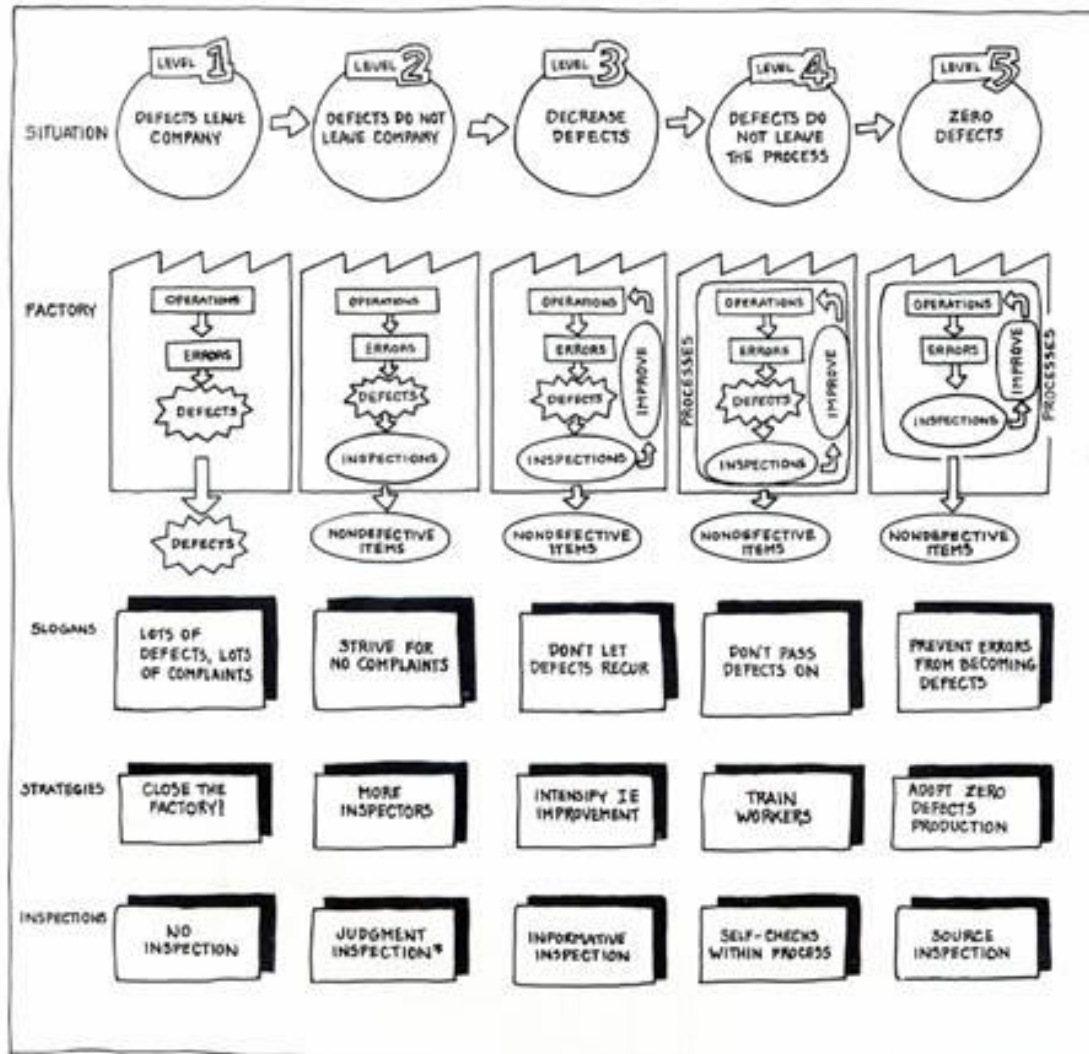 LEVEL 1
LEVEL 2
LEVEL 3
LEVEL 4
LEVEL 5
SITUATION
DEFECTS LEAVE
COMPANY
DEFECTS DO NOT
LEAVE COMPANY
DECREASE
DEFECTS
DEFECTS DO
NOT LEAVE
THE PROCESS
ZERO
DEFECTS
FACTORY
OPERATIONS
ERRORS
DEFECTS
DEFECTS
OPERATIONS
ERRORS
DEFECTS
INSPECTIONS
NONDEFECTIVE
ITEMS
OPERATIONS
ERRORS
DEFECTS
INSPECTIONS
IMPROVE
NONDEFECTIVE
ITEMS
PROCESSES
OPERATIONS
ERRORS
DEFECTS
INSPECTIONS
IMPROVE
NONDEFECTIVE
ITEMS
OPERATIONS
ERRORS
INSPECTIONS
IMPROVE
PROCESSES
NONDEFECTIVE
ITEMS
SLOGANS
LOTS OF
DEFECTS, LOTS
OF COMPLAINTS
STRIVE FOR
NO COMPLAINTS
DON'T LET
DEFECTS RECUR
DON'T PASS
DEFECTS ON
PREVENT ERRORS
FROM BECOMING
DEFECTS
STRATEGIES
CLOSE THE
FACTORY!
MORE
INSPECTORS
INTENSIFY IE
IMPROVEMENT
TRAIN
WORKERS
ADOPT ZERO
DEFECTS
PRODUCTION
INSPECTIONS
NO
INSPECTION
JUDGMENT
INSPECTION*
INFORMATIVE
INSPECTION
SELF-CHECKS
WITHIN PROCESS
SOURCE
INSPECTION